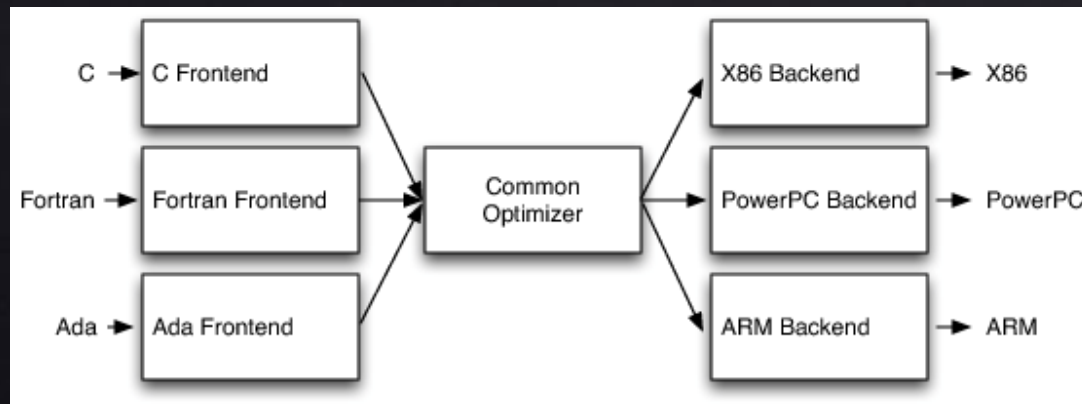 C
C Frontend
X86 Backend
X86
Fortran
Fortran Frontend
Common
Optimizer
PowerPC Backend
PowerPC
Ada
Ada Frontend
ARM Backend
ARM